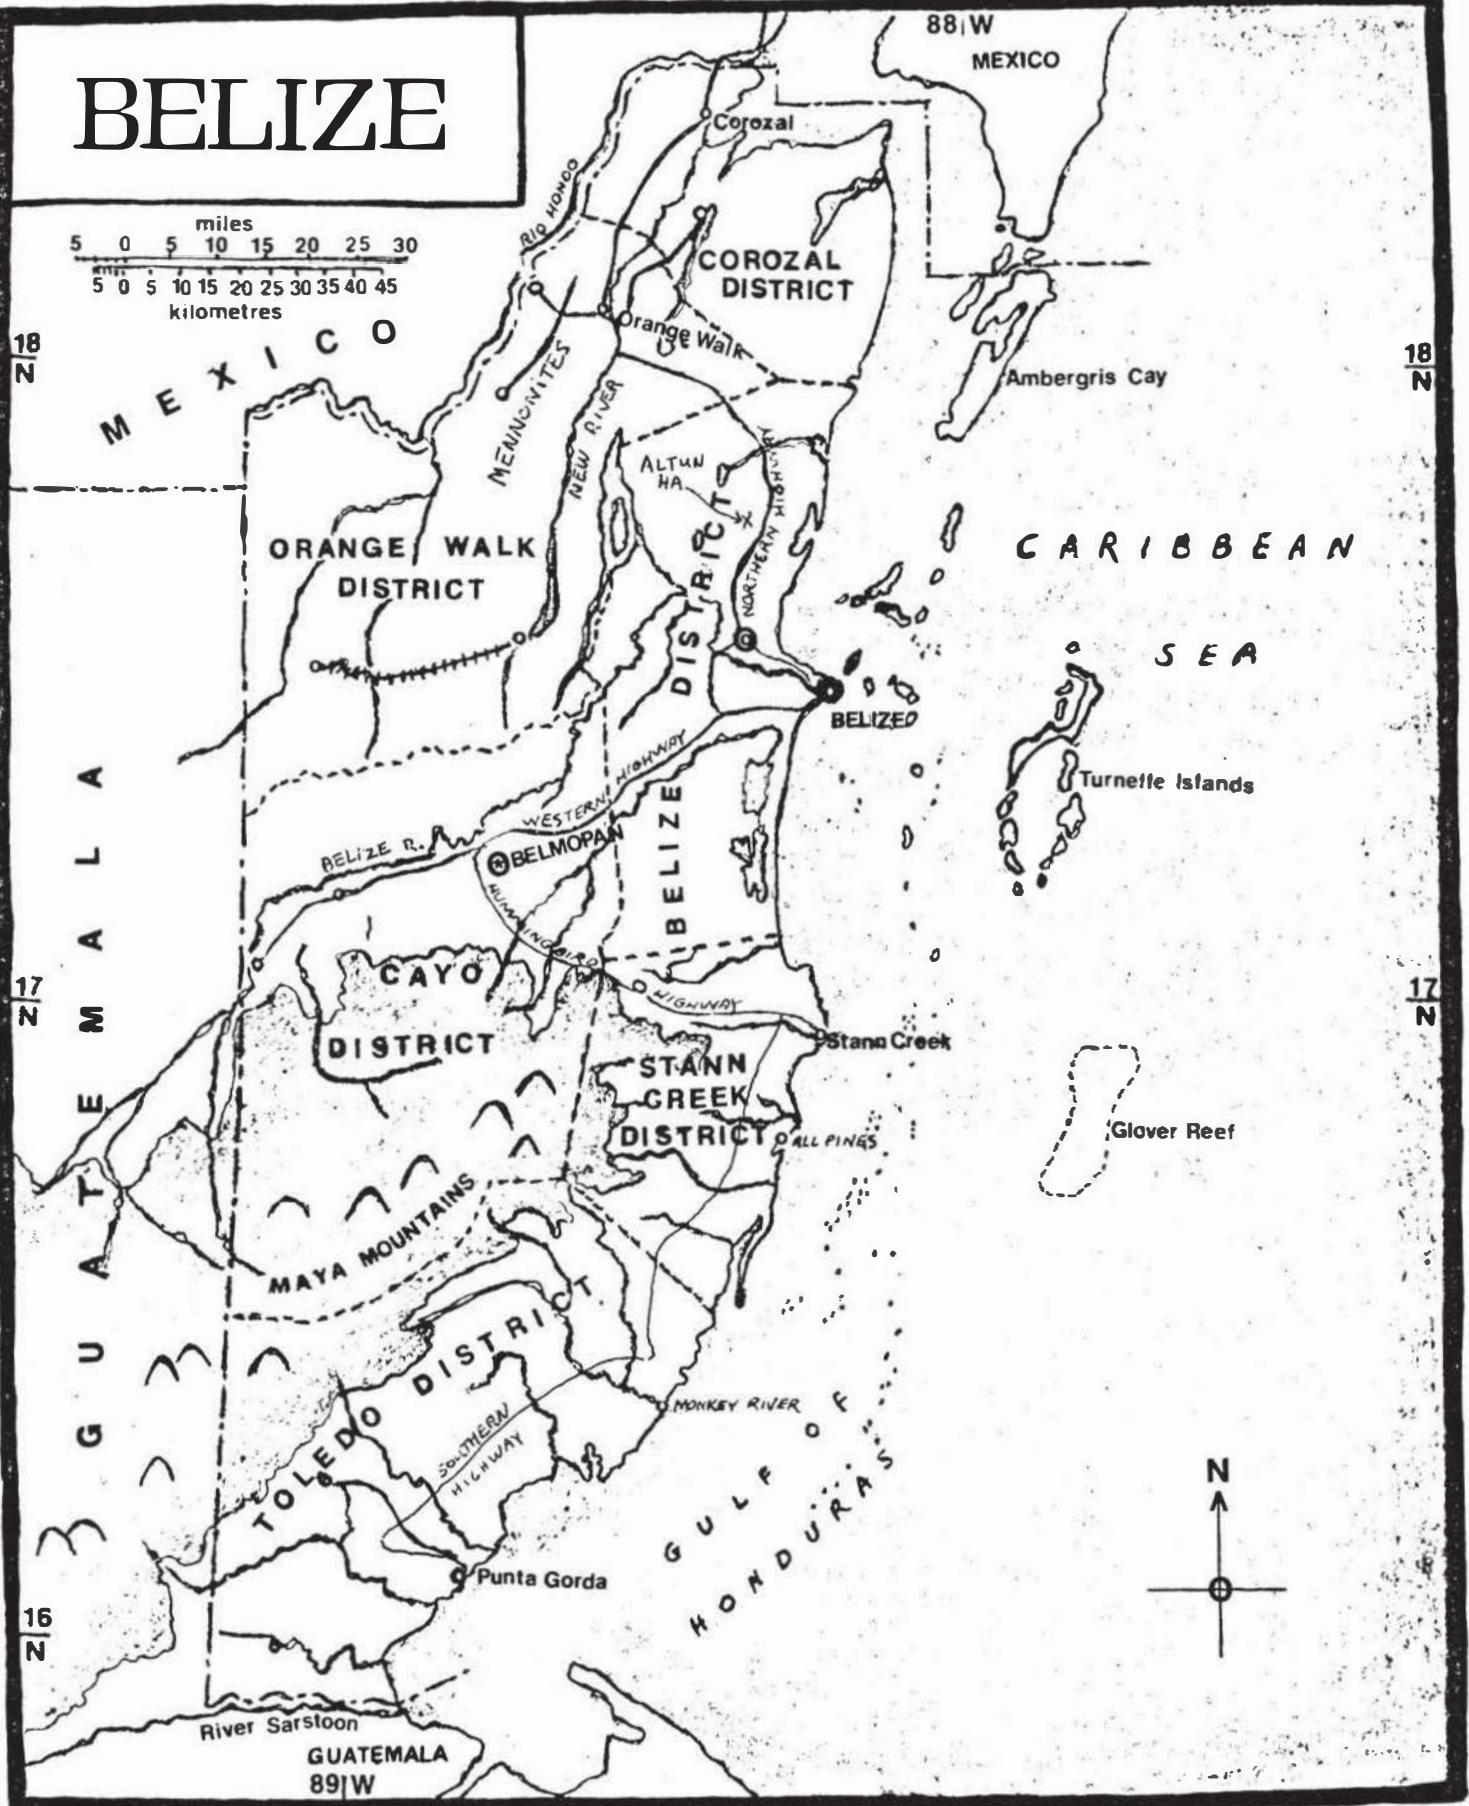 BELIZE
88 W
MEXICO
miles
5 0 5 10 15 20 25 30
5 0 5 10 15 20 25 30 35 40 45
kilometres
Corozal
RIO HONDO
COROZAL
DISTRICT
MEXICO
18
N
18
N
Orange Walk
MENNONITES
NEW RIVER
Ambergris Cay
ALTUN
HA
NORTHERN HIGHWAY
ORANGE WALK
DISTRICT
CARIBBEAN
SEA
BELIZE DISTRICT
BELIZE
Turneffe Islands
WESTERN HIGHWAY
BELIZE R.
BELMOPAN
HUMMING BIRD
HIGHWAY
CAYO
DISTRICT
17
N
17
N
GUATEMALA
Stann Creek
STANN
CREEK
DISTRICT
ALL PINES
Glover Reef
MAYA MOUNTAINS
TOLEDO DISTRICT
MONKEY RIVER
SOUTHERN
HIGHWAY
GULF OF
HONDURAS
N
Punta Gorda
16
N
River Sarstoon
GUATEMALA
89 W